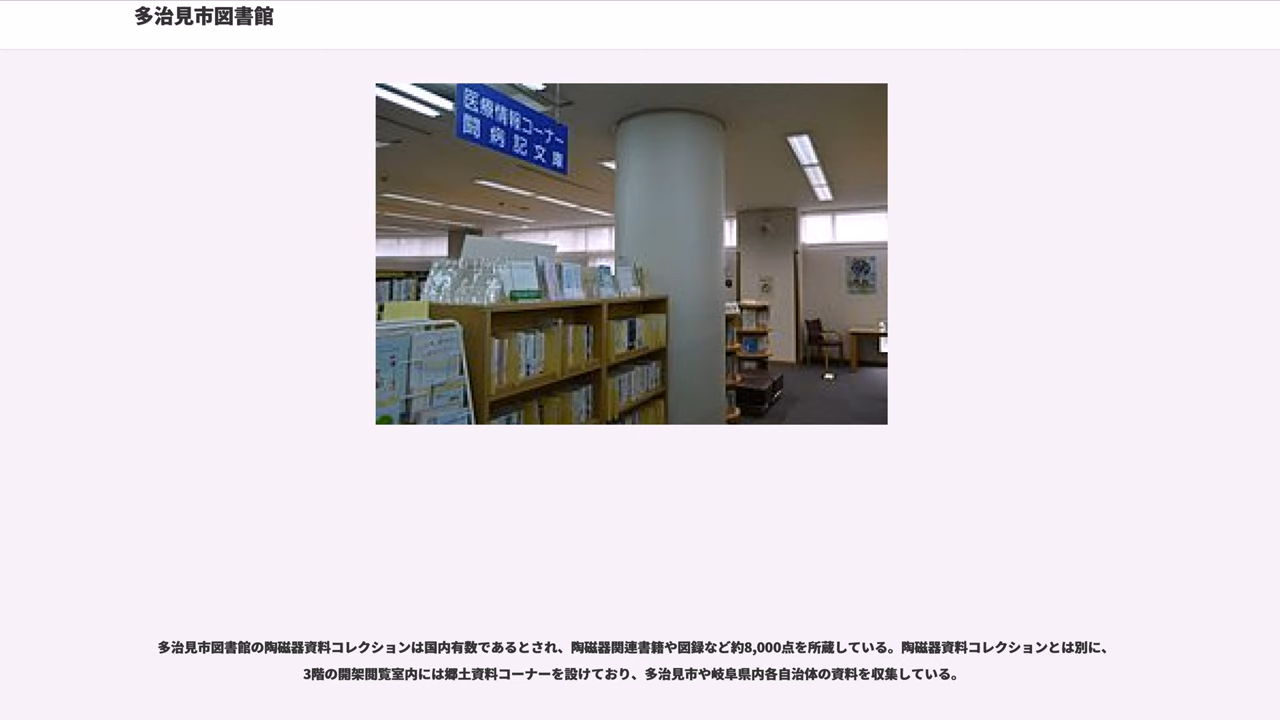 多治見市図書館
医療情報コーナー
闘病記文庫
多治見市図書館の陶磁器資料コレクションは国内有数であるとされ、陶磁器関連書籍や図録など約8,000点を所蔵している。陶磁器資料コレクションとは別に、
3階の開架閲覧室内には郷土資料コーナーを設けており、多治見市や岐阜県内各自治体の資料を収集している。